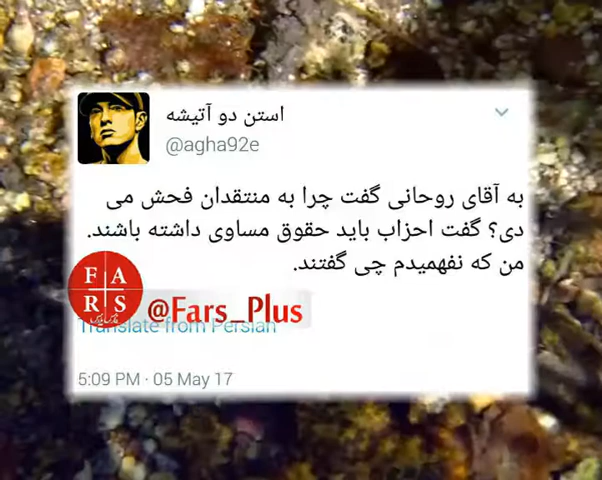 استن دو آتیشه
@agha92e
به آقای روحانی گفت چرا به منتقدان فحش می
دی؟ گفت احزاب باید حقوق مساوی داشته باشند.
من که نفهمیدم چی گفتند.
FARS
@Fars_Plus
Translate from Persian
5:09 PM · 05 May 17